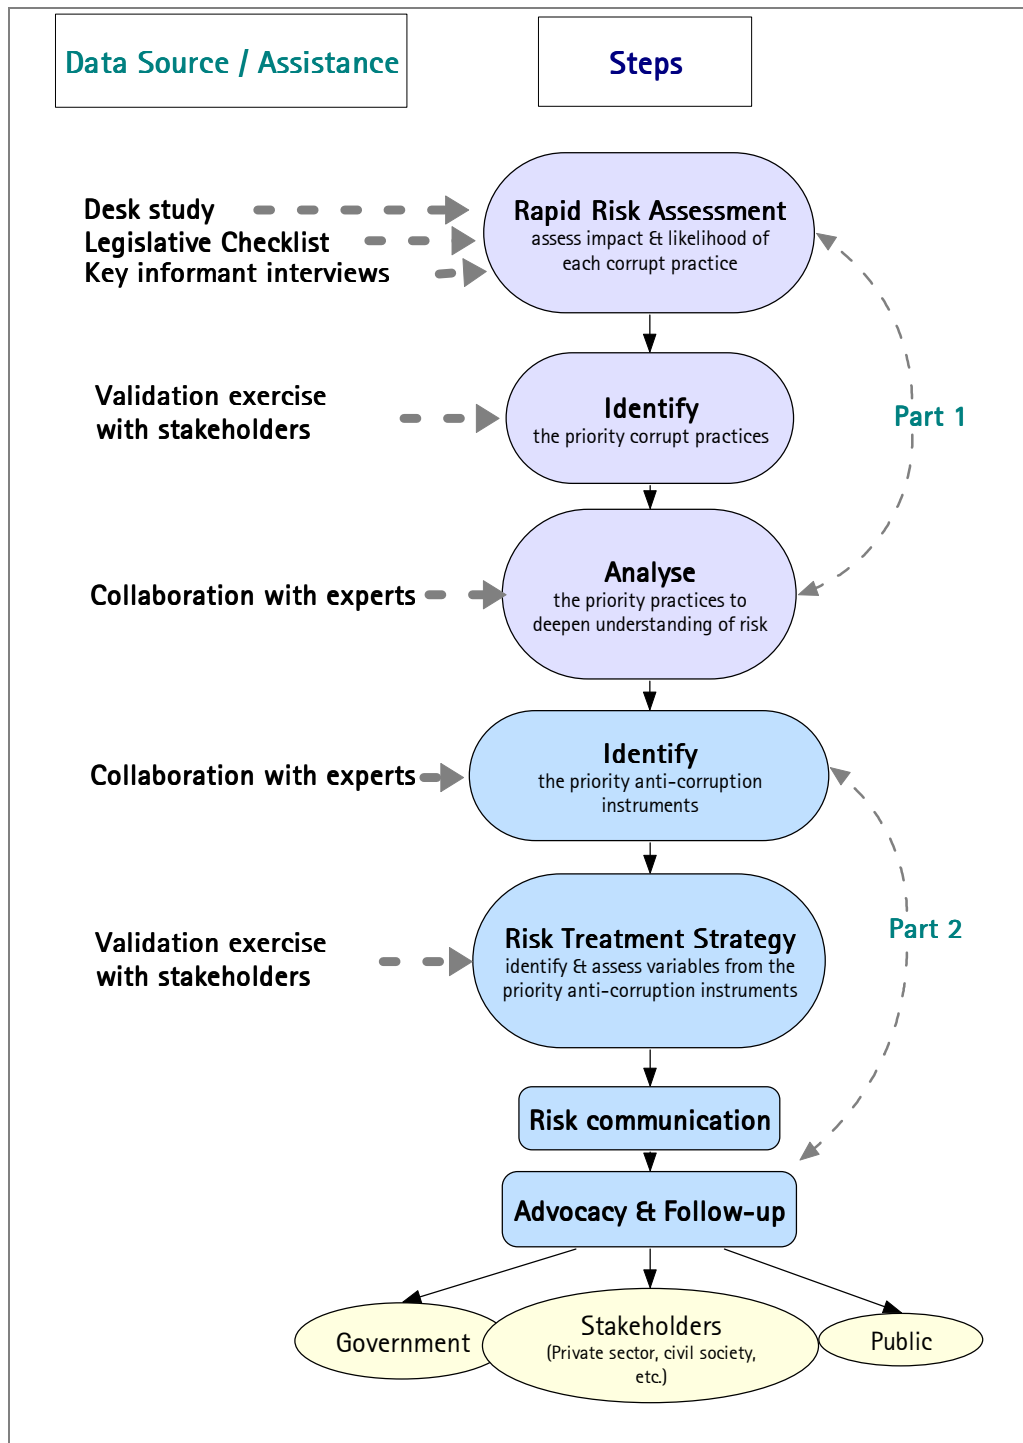 Data Source / Assistance
Steps
Desk study
Legislative Checklist
Key informant interviews
Rapid Risk Assessment
assess impact & likelihood of
each corrupt practice
Validation exercise
with stakeholders
Identify
the priority corrupt practices
Part 1
Collaboration with experts
Analyse
the priority practices to
deepen understanding of risk
Collaboration with experts
Identify
the priority anti-corruption
instruments
Validation exercise
with stakeholders
Risk Treatment Strategy
identify & assess variables from the
priority anti-corruption instruments
Part 2
Risk communication
Advocacy & Follow-up
Government
Stakeholders
(Private sector, civil society,
etc.)
Public